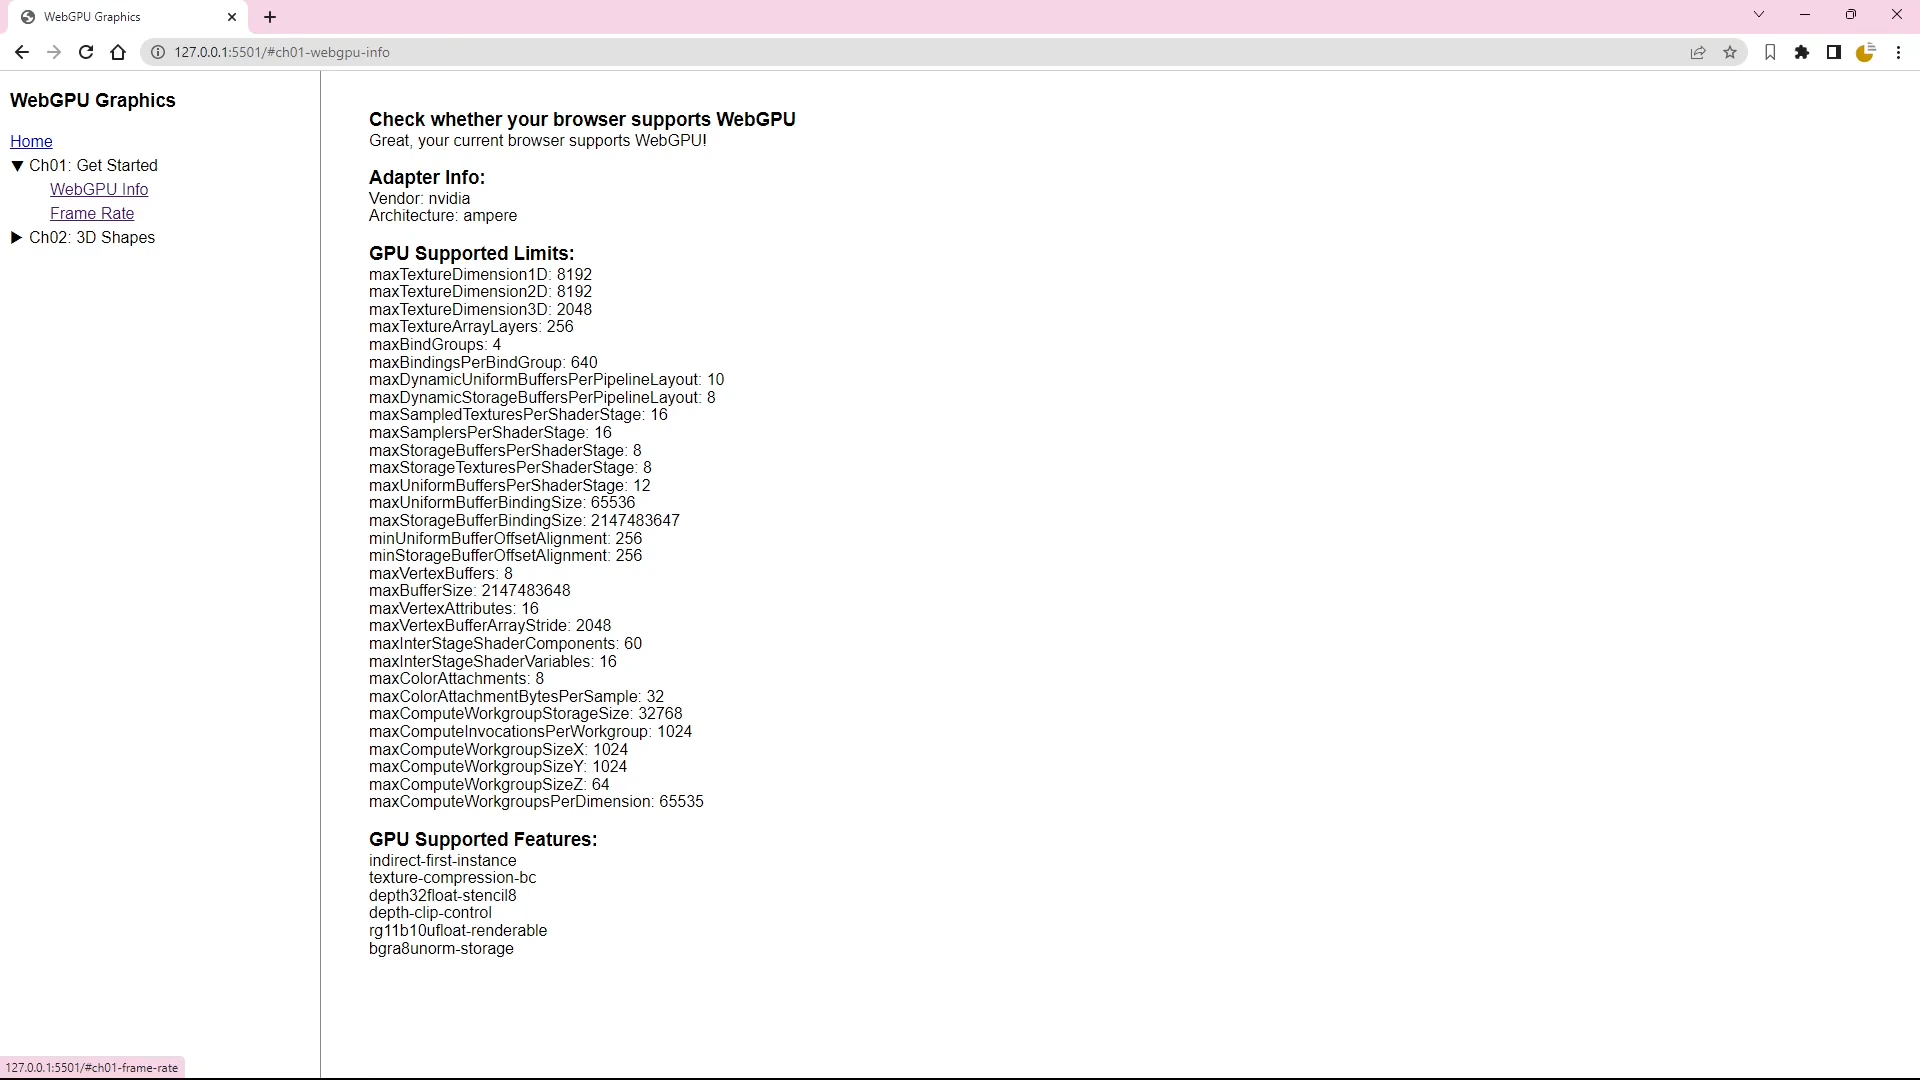 WebGPU Graphics
127.0.0.1:5501/#ch01-webgpu-info
WebGPU Graphics
Home
▼ Ch01: Get Started
WebGPU Info
Frame Rate
▶ Ch02: 3D Shapes
Check whether your browser supports WebGPU
Great, your current browser supports WebGPU!
Adapter Info:
Vendor: nvidia
Architecture: ampere
GPU Supported Limits:
maxTextureDimension1D: 8192
maxTextureDimension2D: 8192
maxTextureDimension3D: 2048
maxTextureArrayLayers: 256
maxBindGroups: 4
maxBindingsPerBindGroup: 640
maxDynamicUniformBuffersPerPipelineLayout: 10
maxDynamicStorageBuffersPerPipelineLayout: 8
maxSampledTexturesPerShaderStage: 16
maxSamplersPerShaderStage: 16
maxStorageBuffersPerShaderStage: 8
maxStorageTexturesPerShaderStage: 8
maxUniformBuffersPerShaderStage: 12
maxUniformBufferBindingSize: 65536
maxStorageBufferBindingSize: 2147483647
minUniformBufferOffsetAlignment: 256
minStorageBufferOffsetAlignment: 256
maxVertexBuffers: 8
maxBufferSize: 2147483648
maxVertexAttributes: 16
maxVertexBufferArrayStride: 2048
maxInterStageShaderComponents: 60
maxInterStageShaderVariables: 16
maxColorAttachments: 8
maxColorAttachmentBytesPerSample: 32
maxComputeWorkgroupStorageSize: 32768
maxComputeInvocationsPerWorkgroup: 1024
maxComputeWorkgroupSizeX: 1024
maxComputeWorkgroupSizeY: 1024
maxComputeWorkgroupSizeZ: 64
maxComputeWorkgroupsPerDimension: 65535
GPU Supported Features:
indirect-first-instance
texture-compression-bc
depth32float-stencil8
depth-clip-control
rg11b10ufloat-renderable
bgra8unorm-storage
127.0.0.1:5501/#ch01-frame-rate